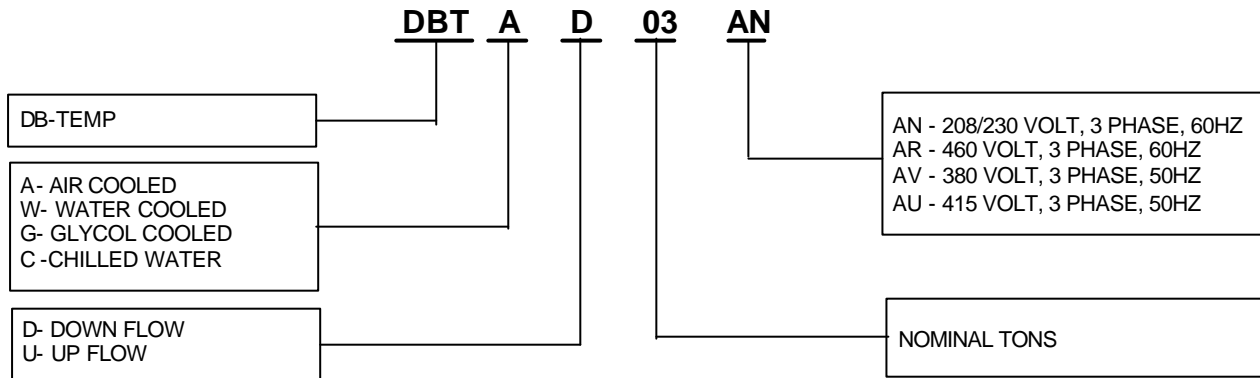 DBT A D 03 AN
DB-TEMP
A- AIR COOLED
W- WATER COOLED
G- GLYCOL COOLED
C -CHILLED WATER
D- DOWN FLOW
U- UP FLOW
AN - 208/230 VOLT, 3 PHASE, 60HZ
AR - 460 VOLT, 3 PHASE, 60HZ
AV - 380 VOLT, 3 PHASE, 50HZ
AU - 415 VOLT, 3 PHASE, 50HZ
NOMINAL TONS